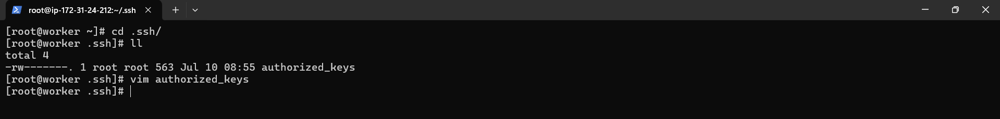 root@ip-172-31-24-212:~/.ssh
[root@worker ~]# cd .ssh/
[root@worker .ssh]# ll
total 4
-rw-------. 1 root root 563 Jul 10 08:55 authorized_keys
[root@worker .ssh]# vim authorized_keys
[root@worker .ssh]#